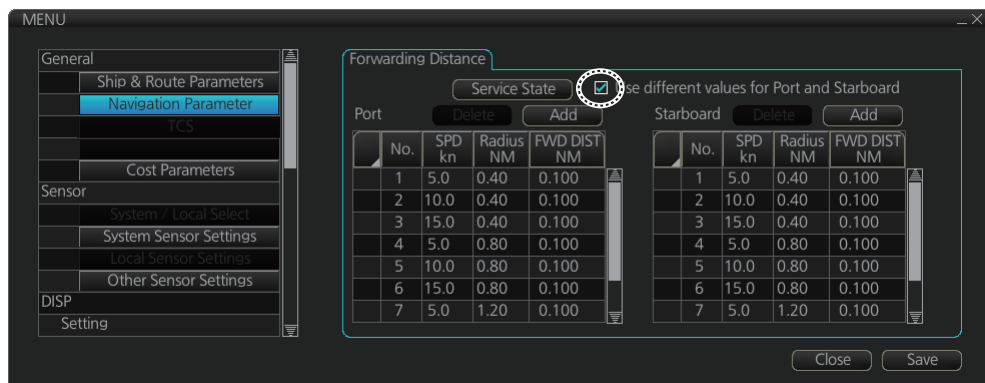 MENU
General
Ship & Route Parameters
Navigation Parameter
TCS
Cost Parameters
Sensor
System / Local Select
System Sensor Settings
Local Sensor Settings
Other Sensor Settings
DISP
Setting
Forwarding Distance
Service State se different values for Port and Starboard
Port Delete Add
No. SPD kn Radius NM FWD DIST NM
1 5.0 0.40 0.100
2 10.0 0.40 0.100
3 15.0 0.40 0.100
4 5.0 0.80 0.100
5 10.0 0.80 0.100
6 15.0 0.80 0.100
7 5.0 1.20 0.100
Starboard Delete Add
No. SPD kn Radius NM FWD DIST NM
1 5.0 0.40 0.100
2 10.0 0.40 0.100
3 15.0 0.40 0.100
4 5.0 0.80 0.100
5 10.0 0.80 0.100
6 15.0 0.80 0.100
7 5.0 1.20 0.100
Close Save